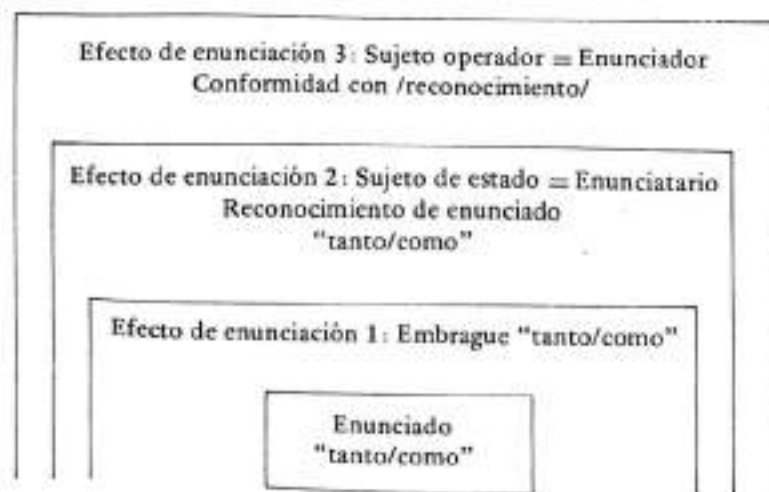 Efecto de enunciación 3: Sujeto operador = Enunciador
Conformidad con /reconocimiento/
Efecto de enunciación 2: Sujeto de estado = Enunciatario
Reconocimiento de enunciado
“tanto/como”
Efecto de enunciación 1: Embrague “tanto/como”
Enunciado
“tanto/como”